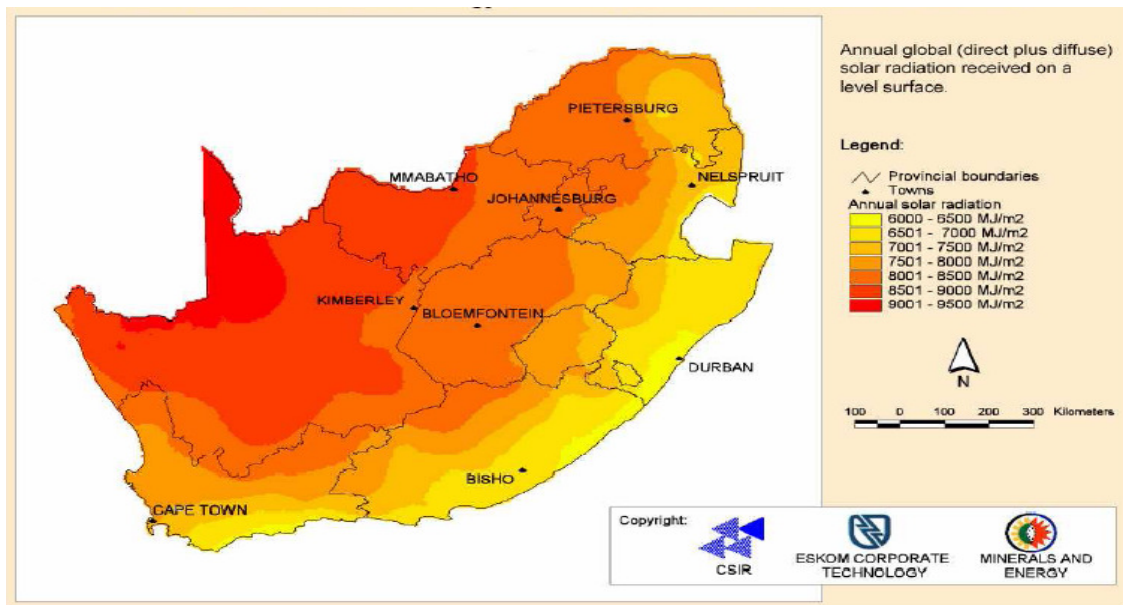 Annual global (direct plus diffuse)
solar radiation received on a
level surface.
PIETERSBURG
Legend:
MMABATHO
NELSPRUIT
Provincial boundaries
JOHANNESBURG
Towns
Annual solar radiation
6000 - 6500 MJ/m2
6501 - 7000 MJ/m2
7001 - 7500 MJ/m2
7501 - 8000 MJ/m2
8001 - 8500 MJ/m2
8501 - 9000 MJ/m2
9001 - 9500 MJ/m2
KIMBERLEY
BLOEMFONTEIN
DURBAN
N
100 0 100 200 300 Kilometers
BISHO
CAPE TOWN
Copyright:
CSIR
ESKOM CORPORATE
TECHNOLOGY
MINERALS AND
ENERGY